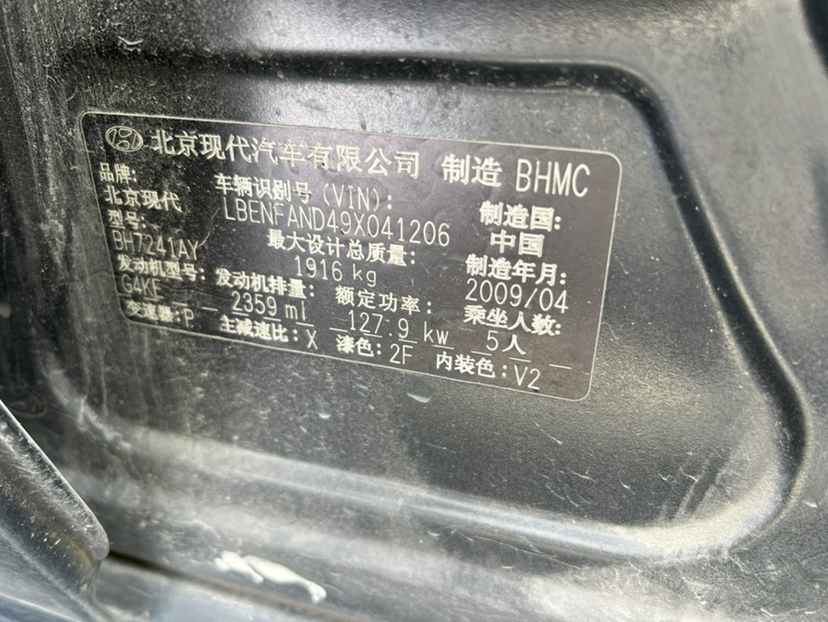 北京现代汽车有限公司 制造 BHMC
品牌: 车辆识别号(VIN): 制造国:
北京现代 LBENFAND49X041206 中国
型号: 最大设计总质量: 制造年月:
BH7241AY 1916 kg 2009/04
发动机型号: 发动机排量: 额定功率: 乘坐人数:
G4KE 2359 ml 127.9 kw 5人
变速器:P 主减速比:X 漆色:2F 内装色:V2